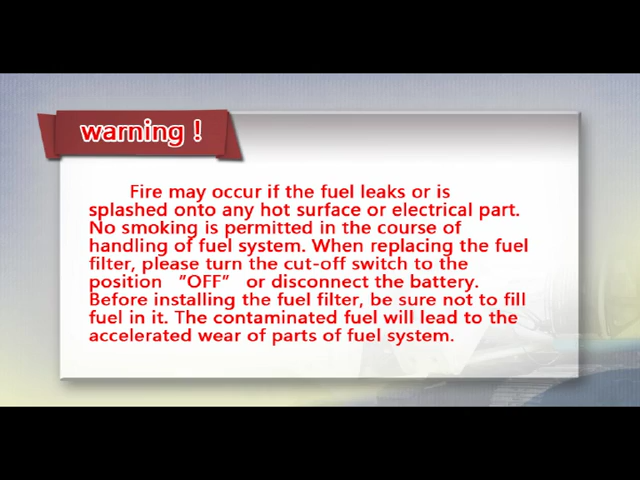 warning !
Fire may occur if the fuel leaks or is
splashed onto any hot surface or electrical part.
No smoking is permitted in the course of
handling of fuel system. When replacing the fuel
filter, please turn the cut-off switch to the
position “OFF” or disconnect the battery.
Before installing the fuel filter, be sure not to fill
fuel in it. The contaminated fuel will lead to the
accelerated wear of parts of fuel system.